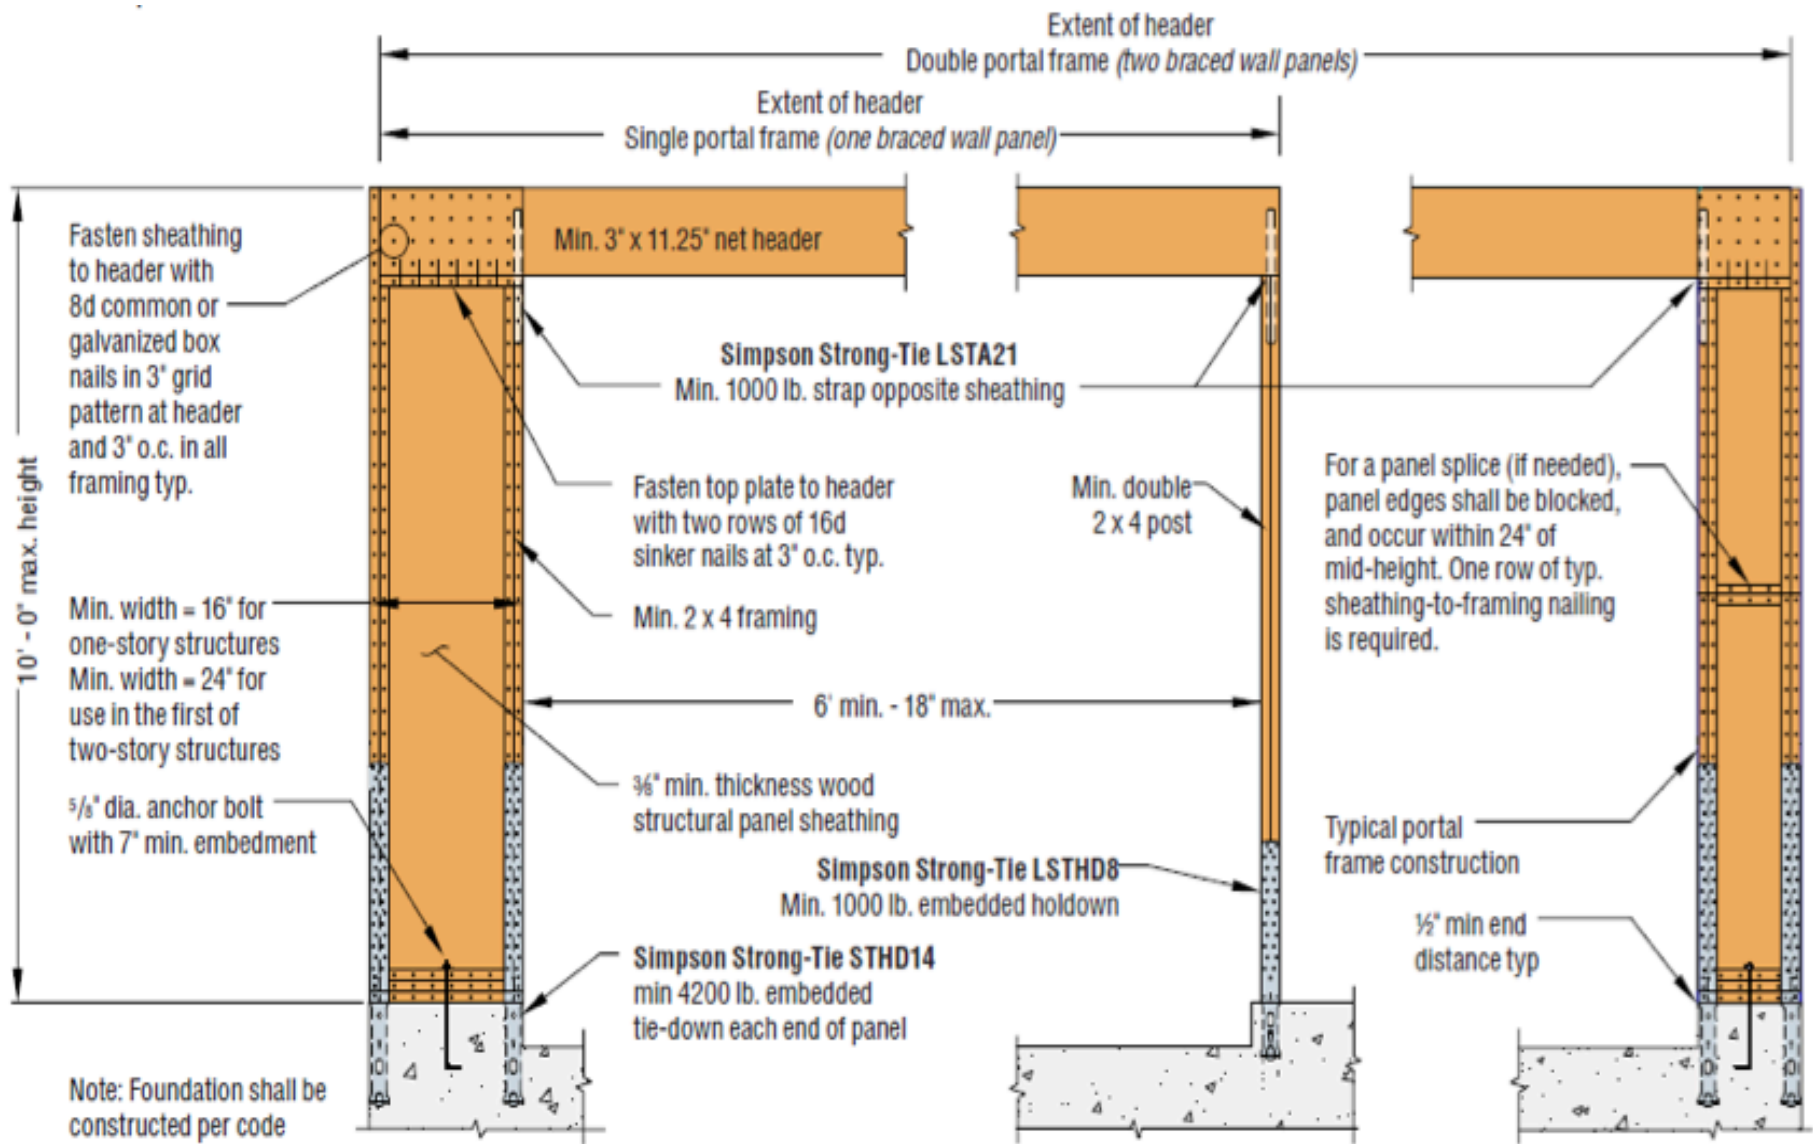 Extent of header
Double portal frame (two braced wall panels)
Extent of header
Single portal frame (one braced wall panel)
10' - 0" max. height
Fasten sheathing
to header with
8d common or
galvanized box
nails in 3" grid
pattern at header
and 3" o.c. in all
framing typ.
Min. 3" x 11.25" net header
Simpson Strong-Tie LSTA21
Min. 1000 lb. strap opposite sheathing
Fasten top plate to header
with two rows of 16d
sinker nails at 3" o.c. typ.
Min. double
2 x 4 post
For a panel splice (if needed),
panel edges shall be blocked,
and occur within 24" of
mid-height. One row of typ.
sheathing-to-framing nailing
is required.
Min. width = 16" for
one-story structures
Min. width = 24" for
use in the first of
two-story structures
Min. 2 x 4 framing
6' min. - 18" max.
⅜" min. thickness wood
structural panel sheathing
5/8" dia. anchor bolt
with 7" min. embedment
Simpson Strong-Tie LSTHD8
Min. 1000 lb. embedded holdown
Typical portal
frame construction
½" min end
distance typ
Simpson Strong-Tie STHD14
min 4200 lb. embedded
tie-down each end of panel
Note: Foundation shall be
constructed per code